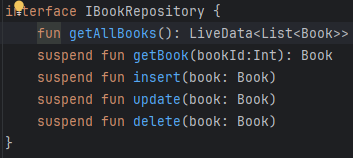 interface IBookRepository {
    fun getAllBooks(): LiveData<List<Book>>
    suspend fun getBook(bookId:Int): Book
    suspend fun insert(book: Book)
    suspend fun update(book: Book)
    suspend fun delete(book: Book)
}